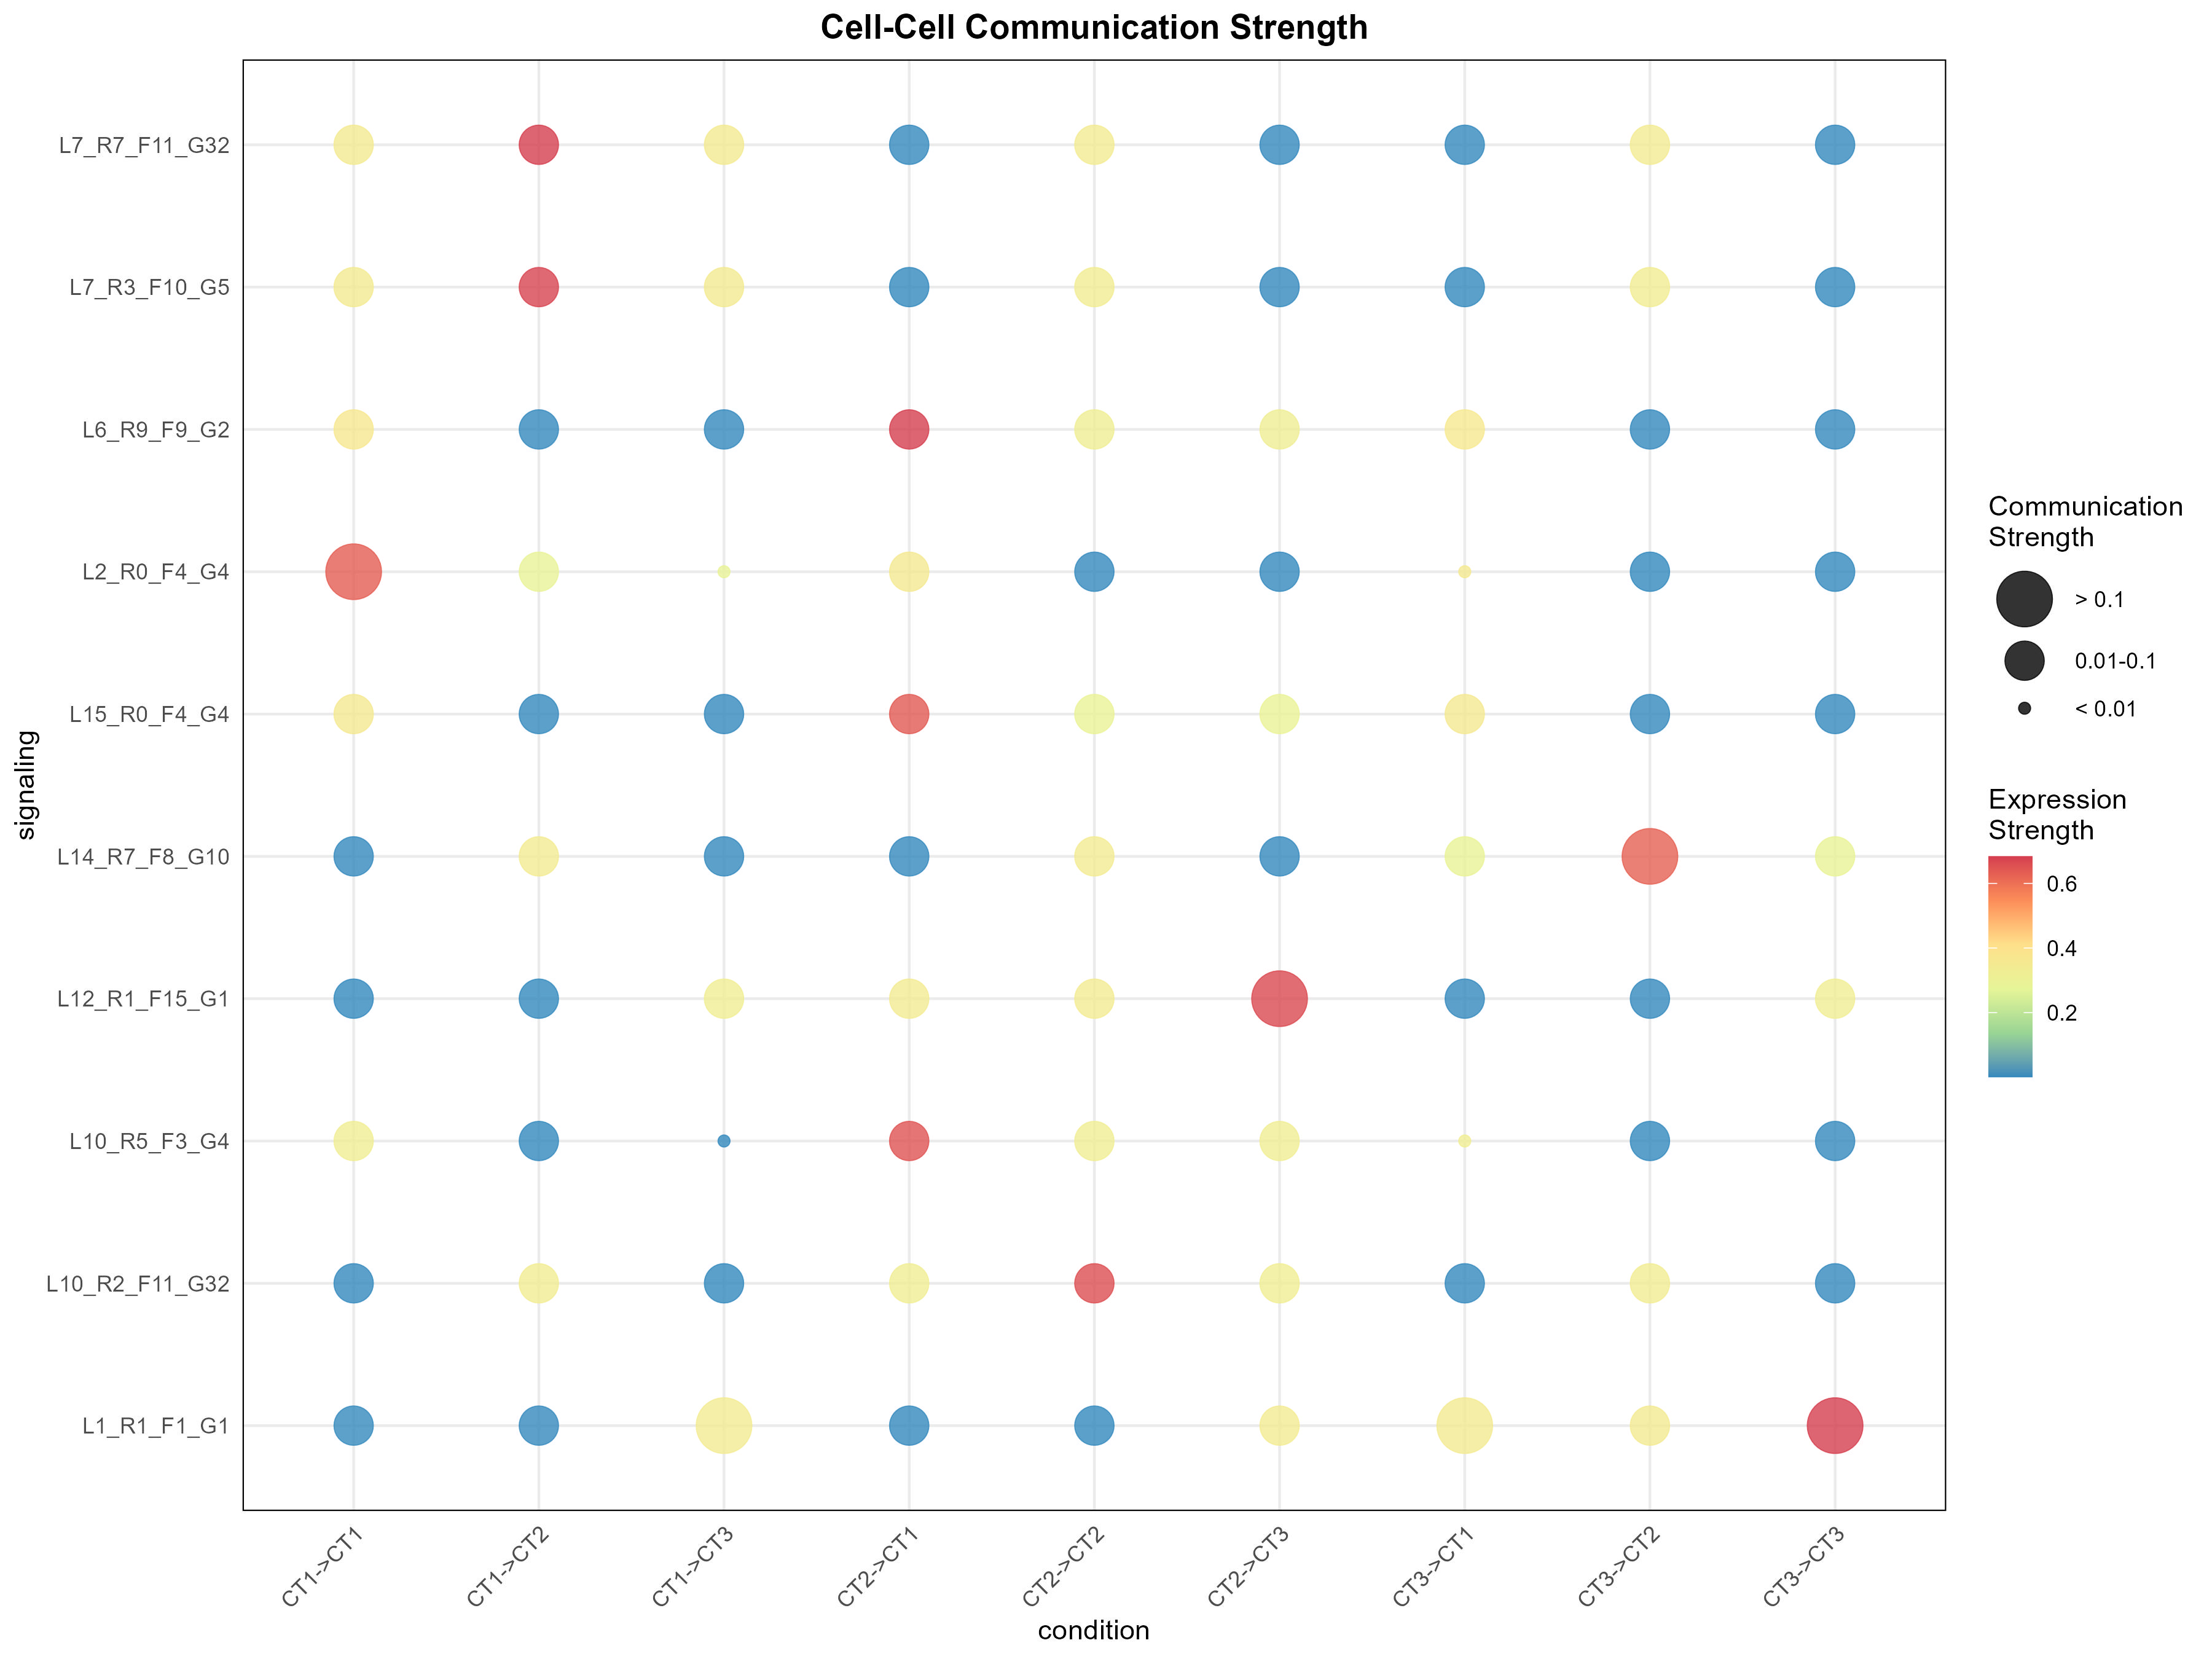 Cell-Cell Communication Strength
L7_R7_F11_G32
L7_R3_F10_G5
L6_R9_F9_G2
L2_R0_F4_G4
L15_R0_F4_G4
L14_R7_F8_G10
L12_R1_F15_G1
L10_R5_F3_G4
L10_R2_F11_G32
L1_R1_F1_G1
signaling
CT1->CT1
CT1->CT2
CT1->CT3
CT2->CT1
CT2->CT2
CT2->CT3
CT3->CT1
CT3->CT2
CT3->CT3
condition
Communication
Strength
> 0.1
0.01-0.1
< 0.01
Expression
Strength
0.6
0.4
0.2